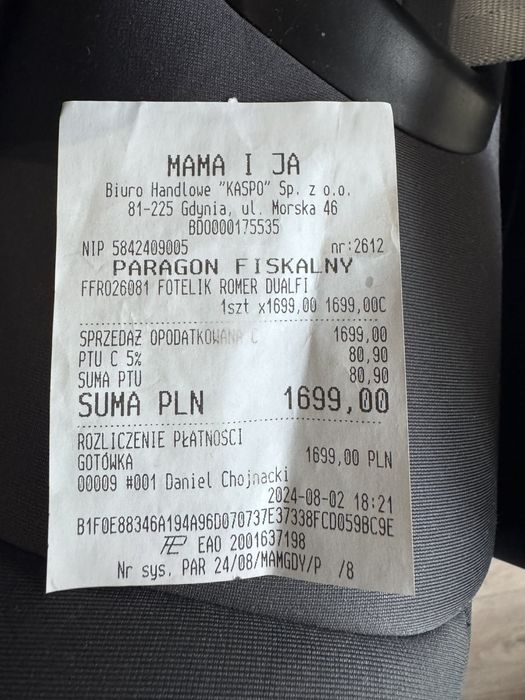 MAMA I JA
Biuro Handlowe "KASPO" Sp. z o.o.
81-225 Gdynia, ul. Morska 46
BDO000175535
NIP 5842409005 nr:2612
PARAGON FISKALNY
FFRO26081 FOTELIK ROMER DUALFI
1szt x1699,00 1699,00C
SPRZEDAŻ OPODATKOWANA C 1699,00
PTU C 5% 80,90
SUMA PTU 80,90
SUMA PLN 1699,00
ROZLICZENIE PŁATNOŚCI
GOTÓWKA 1699,00 PLN
00009 #001 Daniel Chojnacki
2024-08-02 18:21
B1F0E88346A194A96D070737E37338FCD059BC9E
EAO 2001637198
Nr sys. PAR 24/08/MAMGDY/P /8